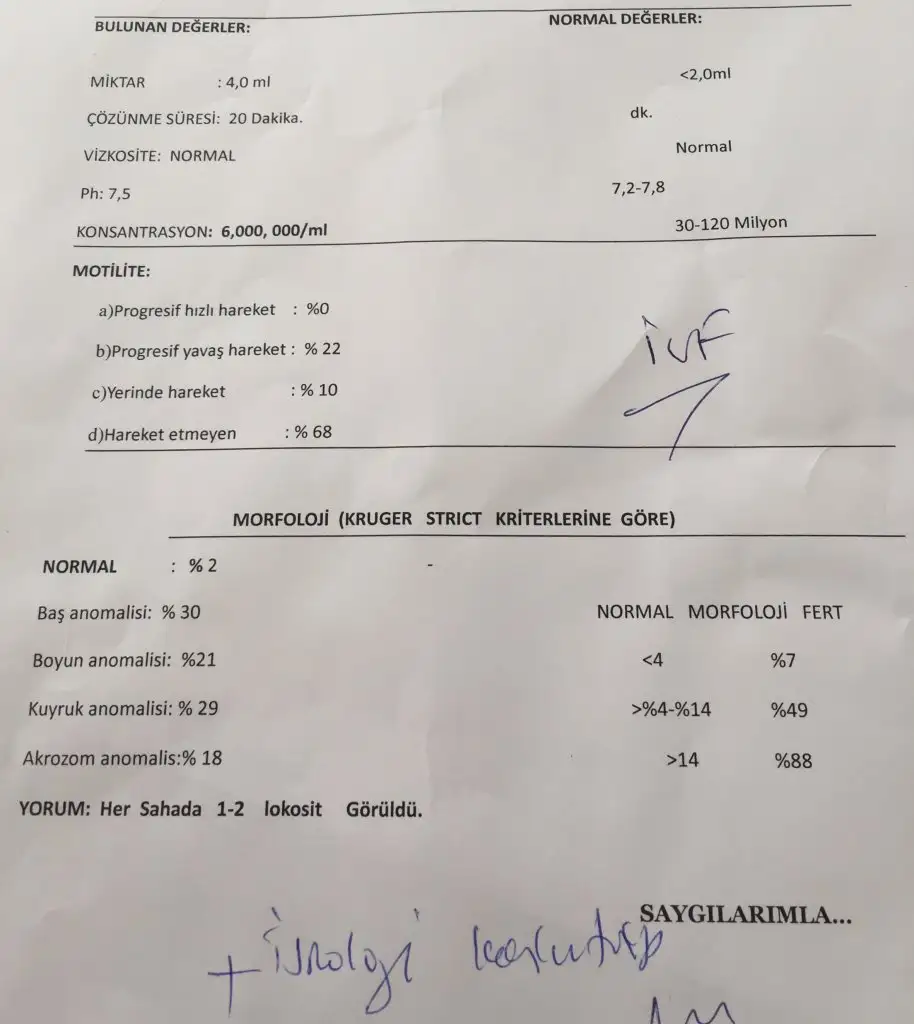 BULUNAN DEĞERLER: NORMAL DEĞERLER:
MİKTAR : 4,0 ml <2,0ml
ÇÖZÜNME SÜRESİ: 20 Dakika. dk.
VİZKOSİTE: NORMAL Normal
Ph: 7,5 7,2-7,8
KONSANTRASYON: 6,000, 000/ml 30-120 Milyon
MOTİLİTE:
a)Progresif hızlı hareket : %0
b)Progresif yavaş hareket : % 22
c)Yerinde hareket : % 10
d)Hareket etmeyen : % 68
İVF
MORFOLOJİ (KRUGER STRICT KRİTERLERİNE GÖRE)
NORMAL : % 2 -
Baş anomalisi: % 30 NORMAL MORFOLOJİ FERT
Boyun anomalisi: %21 <4 %7
Kuyruk anomalisi: % 29 >%4-%14 %49
Akrozom anomalis:% 18 >14 %88
YORUM: Her Sahada 1-2 lokosit Görüldü.
SAYGILARIMLA...
+ Üroloji